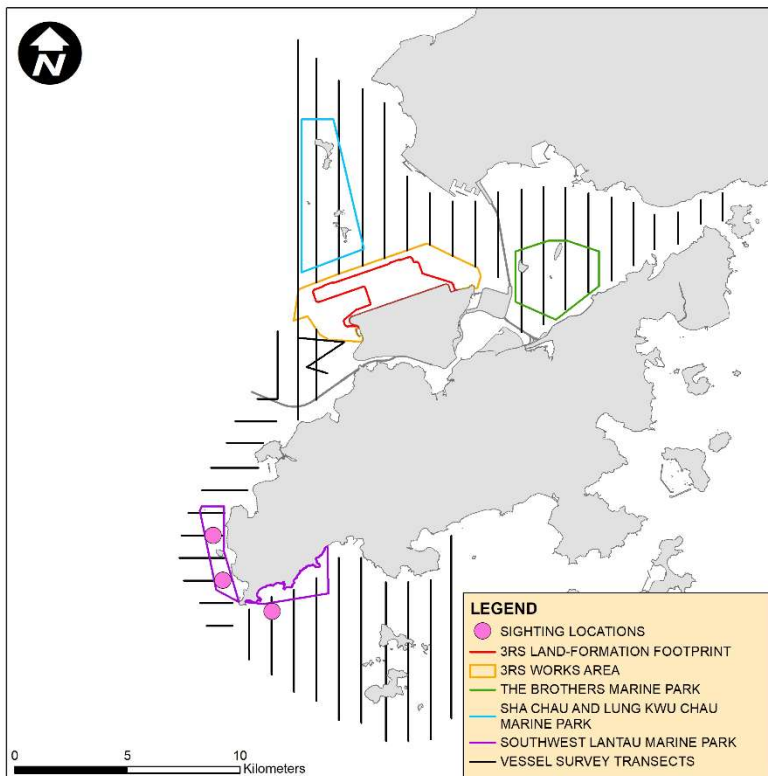 N
LEGEND
SIGHTING LOCATIONS
3RS LAND-FORMATION FOOTPRINT
3RS WORKS AREA
THE BROTHERS MARINE PARK
SHA CHAU AND LUNG KWU CHAU
MARINE PARK
SOUTHWEST LANTAU MARINE PARK
VESSEL SURVEY TRANSECTS
0 5 10
Kilometers